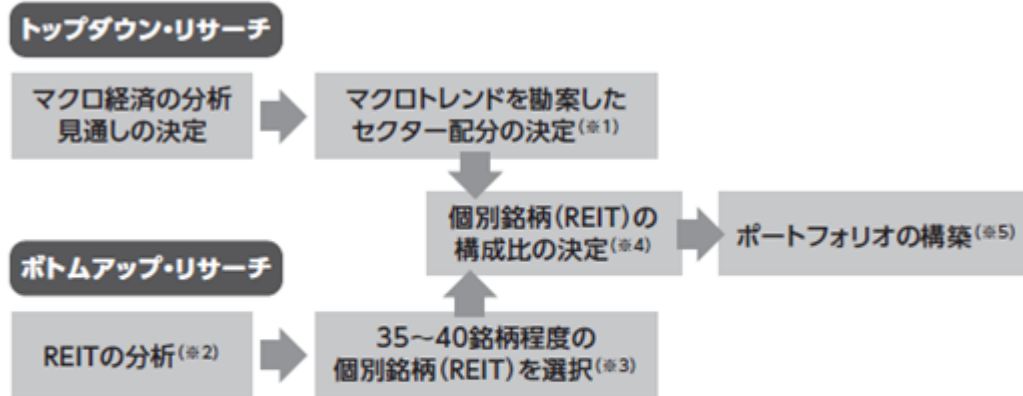 トップダウン・リサーチ
マクロ経済の分析
見通しの決定
マクロトレンドを勘案した
セクター配分の決定(※1)
個別銘柄(REIT)の
構成比の決定(※4)
ポートフォリオの構築(※5)
ボトムアップ・リサーチ
REITの分析(※2)
35～40銘柄程度の
個別銘柄(REIT)を選択(※3)